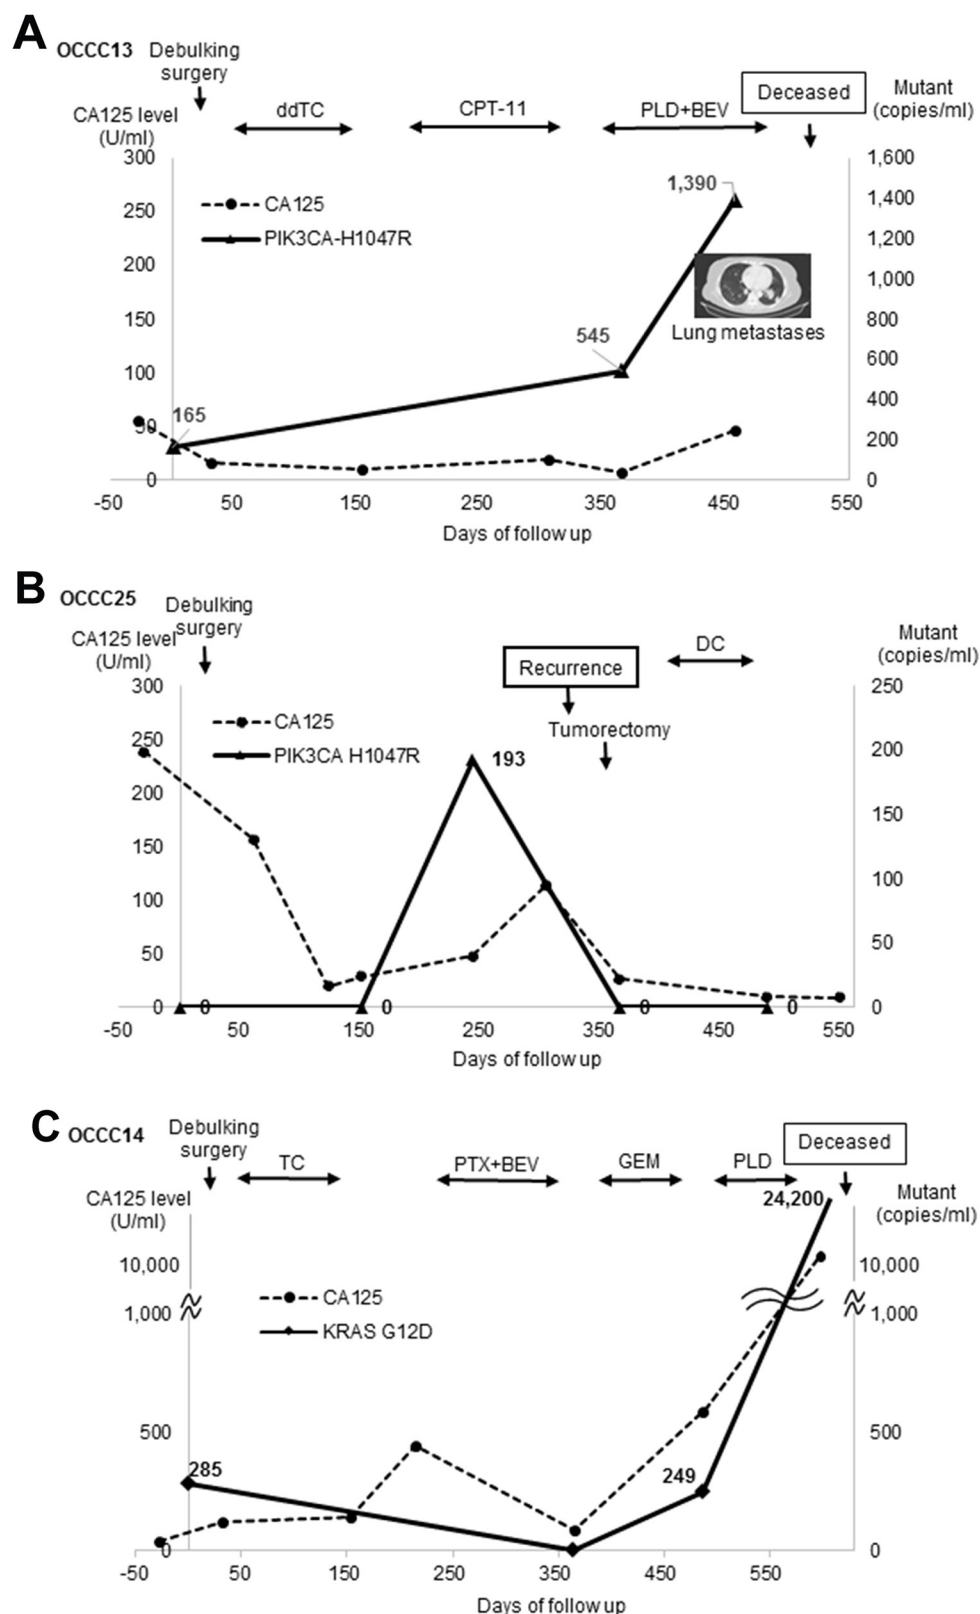 A
OCCC13
Debulking
surgery
CA125 level
(U/ml)
ddTC
CPT-11
PLD+BEV
Deceased
Mutant
(copies/ml)
300
250
200
150
100
50
0
CA125
PIK3CA-H1047R
165
545
1,390
Lung metastases
1,600
1,400
1,200
1,000
800
600
400
200
0
-50 50 150 250 350 450 550
Days of follow up
B
OCCC25
Debulking
surgery
CA125 level
(U/ml)
Recurrence
Tumorectomy
DC
Mutant
(copies/ml)
300
250
200
150
100
50
0
CA125
PIK3CA H1047R
193
0 0 0 0
250
200
150
100
50
0
-50 50 150 250 350 450 550
Days of follow up
C
OCCC14
Debulking
surgery
CA125 level
(U/ml)
TC
PTX+BEV
GEM
PLD
Deceased
24,200
Mutant
(copies/ml)
10,000
1,000
500
0
CA125
KRAS G12D
285
249
10,000
1,000
500
0
-50 50 150 250 350 450 550
Days of follow up